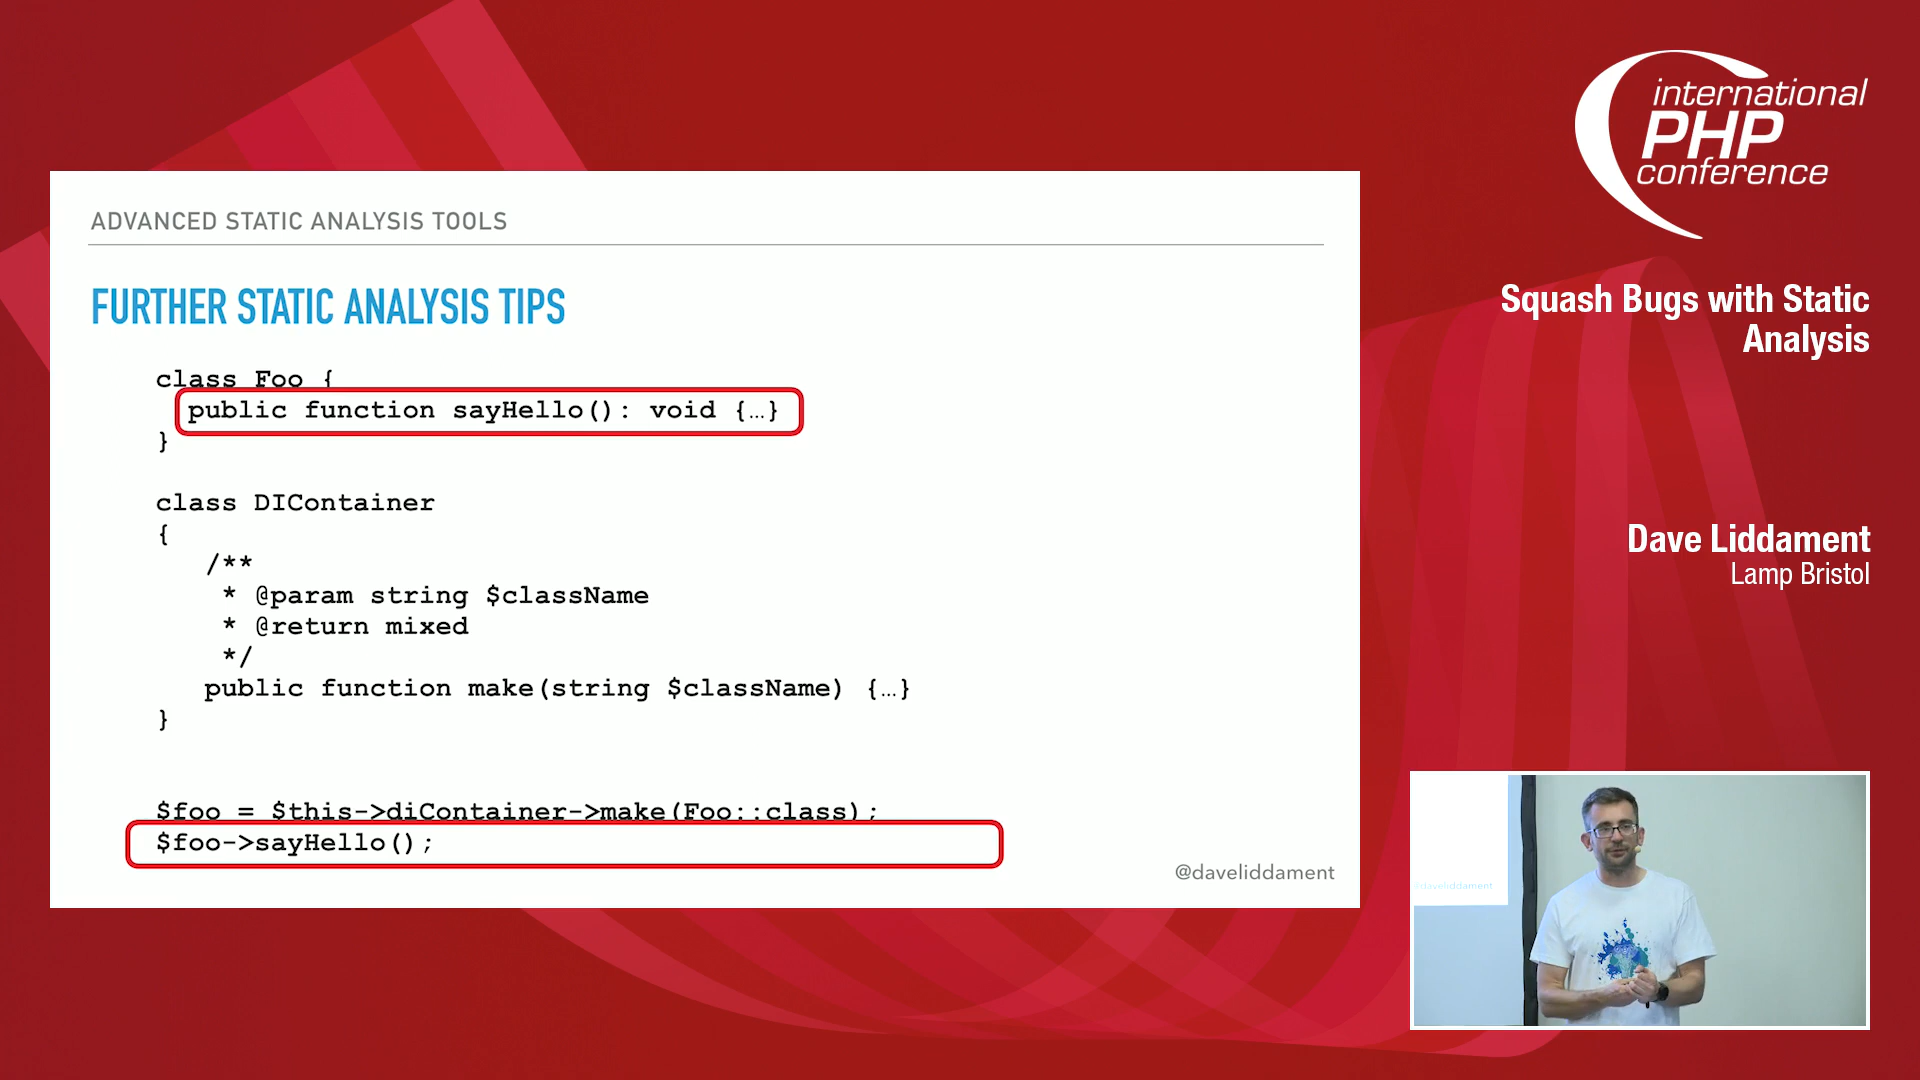 ADVANCED STATIC ANALYSIS TOOLS
FURTHER STATIC ANALYSIS TIPS
class Foo {
public function sayHello(): void {…}
}
class DIContainer
{
/**
* @param string $className
* @return mixed
*/
public function make(string $className) {…}
}
$foo = $this->diContainer->make(Foo::class);
$foo->sayHello();
@daveliddament
international
PHP
conference
Squash Bugs with Static
Analysis
Dave Liddament
Lamp Bristol
@daveliddament